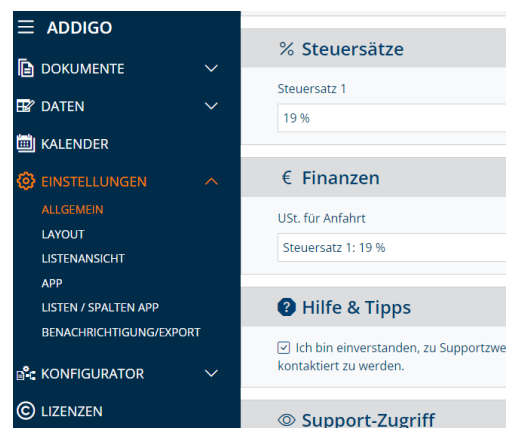 ADDIGO
DOKUMENTE
DATEN
KALENDER
EINSTELLUNGEN
ALLGEMEIN
LAYOUT
LISTENANSICHT
APP
LISTEN / SPALTEN APP
BENACHRICHTIGUNG/EXPORT
KONFIGURATOR
LIZENZEN
% Steuersätze
Steuersatz 1
19 %
€ Finanzen
USt. für Anfahrt
Steuersatz 1: 19 %
Hilfe & Tipps
Ich bin einverstanden, zu Supportzwe
kontaktiert zu werden.
Support-Zugriff